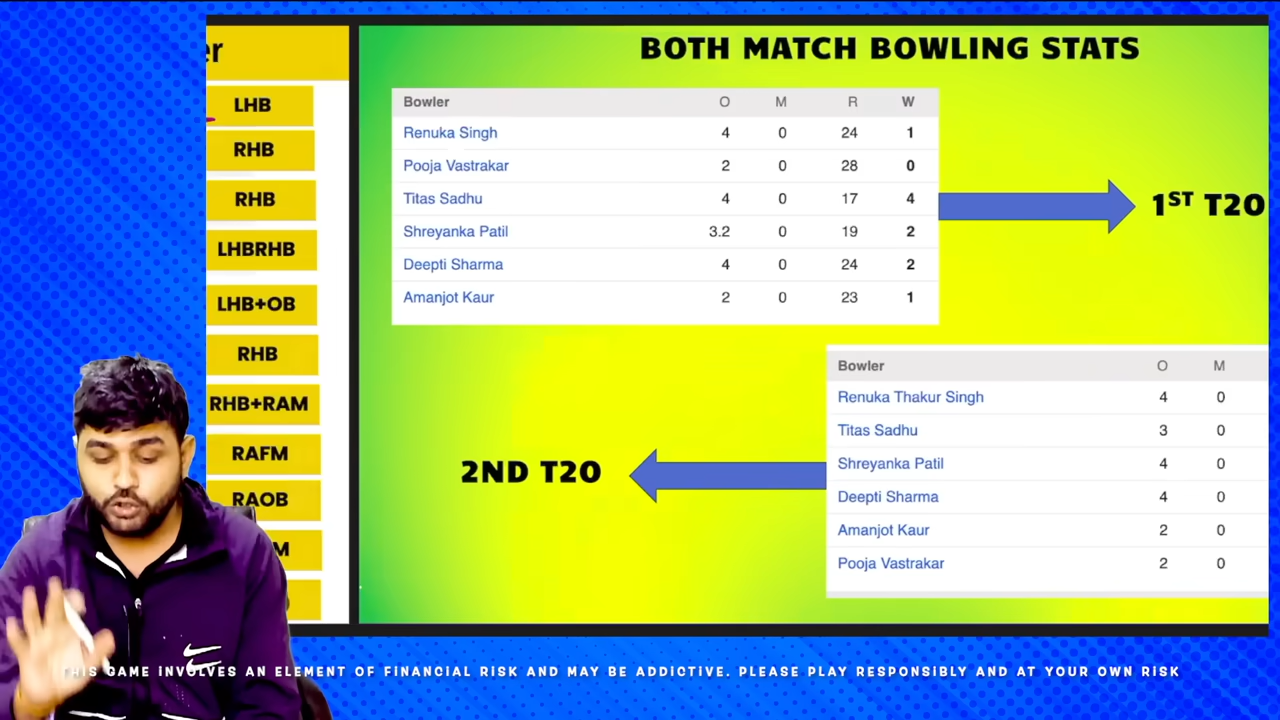 er
LHB
RHB
RHB
LHBRHB
LHB+OB
RHB
RHB+RAM
RAFM
RAOB
M
BOTH MATCH BOWLING STATS
Bowler O M R W
Renuka Singh 4 0 24 1
Pooja Vastrakar 2 0 28 0
Titas Sadhu 4 0 17 4
Shreyanka Patil 3.2 0 19 2
Deepti Sharma 4 0 24 2
Amanjot Kaur 2 0 23 1
1ST T20
2ND T20
Bowler O M
Renuka Thakur Singh 4 0
Titas Sadhu 3 0
Shreyanka Patil 4 0
Deepti Sharma 4 0
Amanjot Kaur 2 0
Pooja Vastrakar 2 0
THIS GAME INVOLVES AN ELEMENT OF FINANCIAL RISK AND MAY BE ADDICTIVE. PLEASE PLAY RESPONSIBLY AND AT YOUR OWN RISK